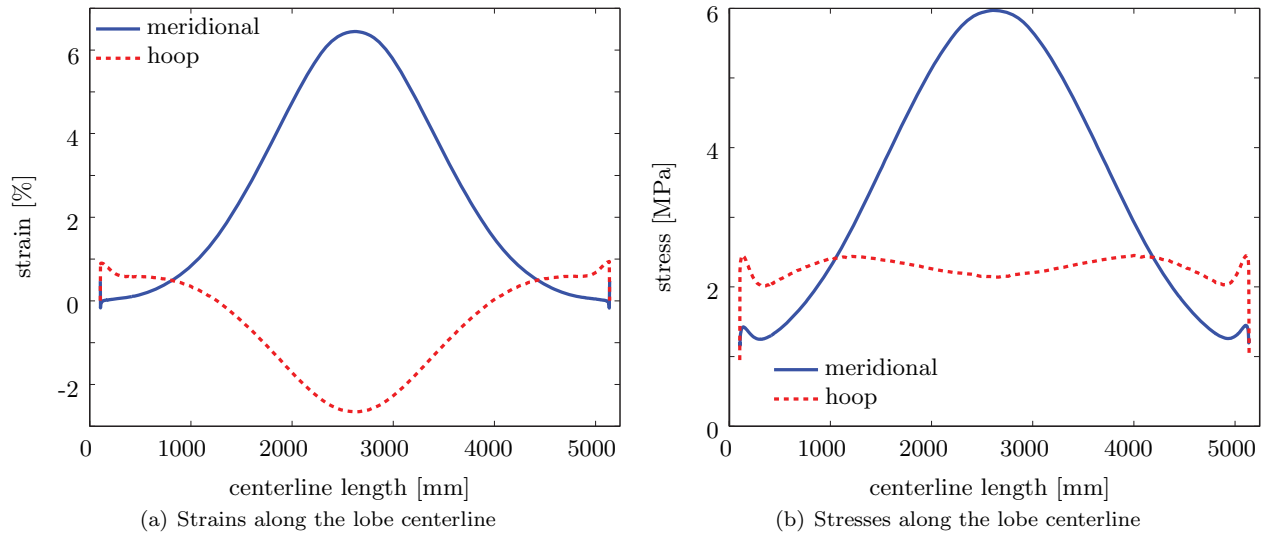 meridional
hoop
6
4
2
0
-2
strain [%]
0
1000
2000
3000
4000
5000
centerline length [mm]
(a) Strains along the lobe centerline
6
4
2
0
stress [MPa]
meridional
hoop
0
1000
2000
3000
4000
5000
centerline length [mm]
(b) Stresses along the lobe centerline